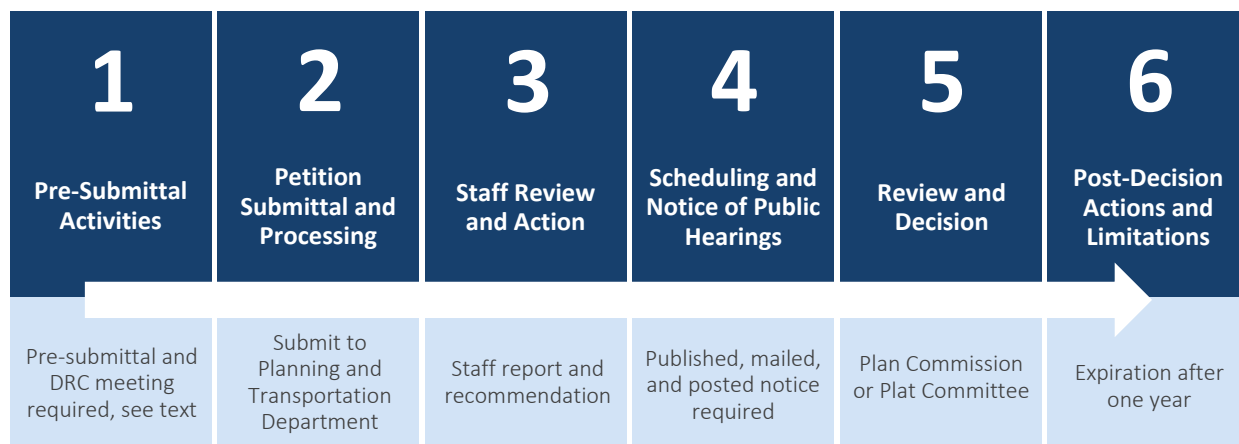 1
Pre-Submittal
Activities
2
Petition
Submittal and
Processing
3
Staff Review
and Action
4
Scheduling and
Notice of Public
Hearings
5
Review and
Decision
6
Post-Decision
Actions and
Limitations
Pre-submittal and
DRC meeting
required, see text
Submit to
Planning and
Transportation
Department
Staff report and
recommendation
Published, mailed,
and posted notice
required
Plan Commission
or Plat Committee
Expiration after
one year